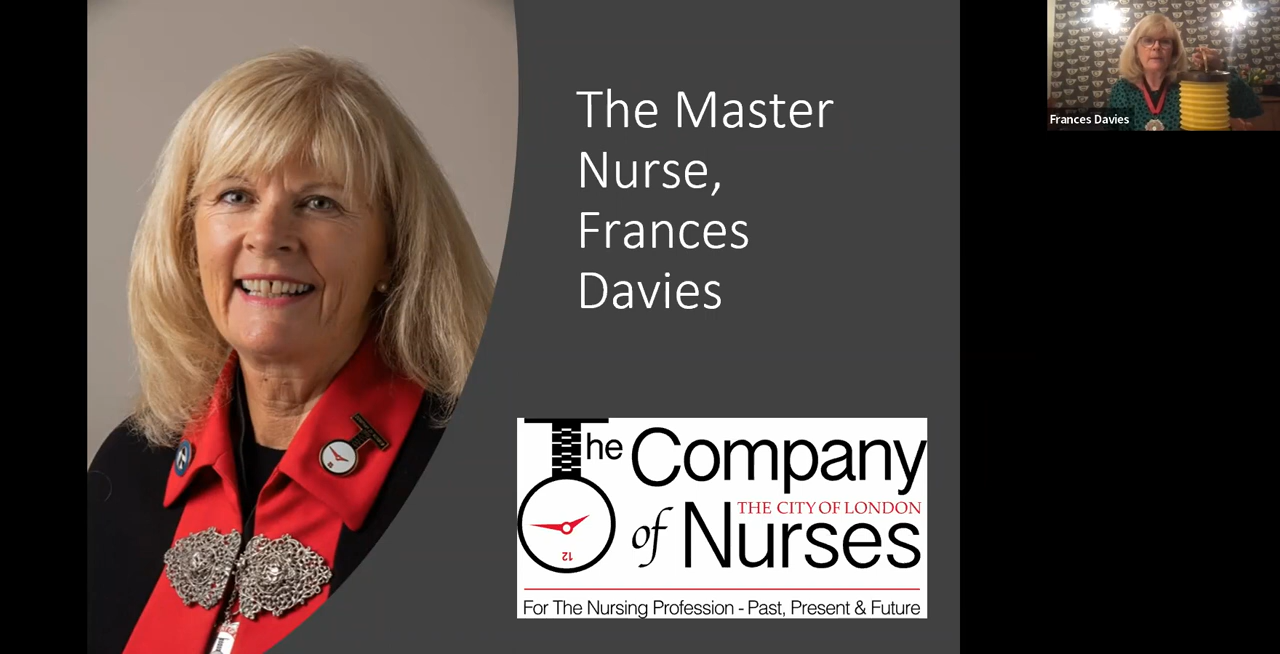 The Master
Nurse,
Frances
Davies
The Company
THE CITY OF LONDON
of Nurses
12
For The Nursing Profession - Past, Present & Future
Frances Davies